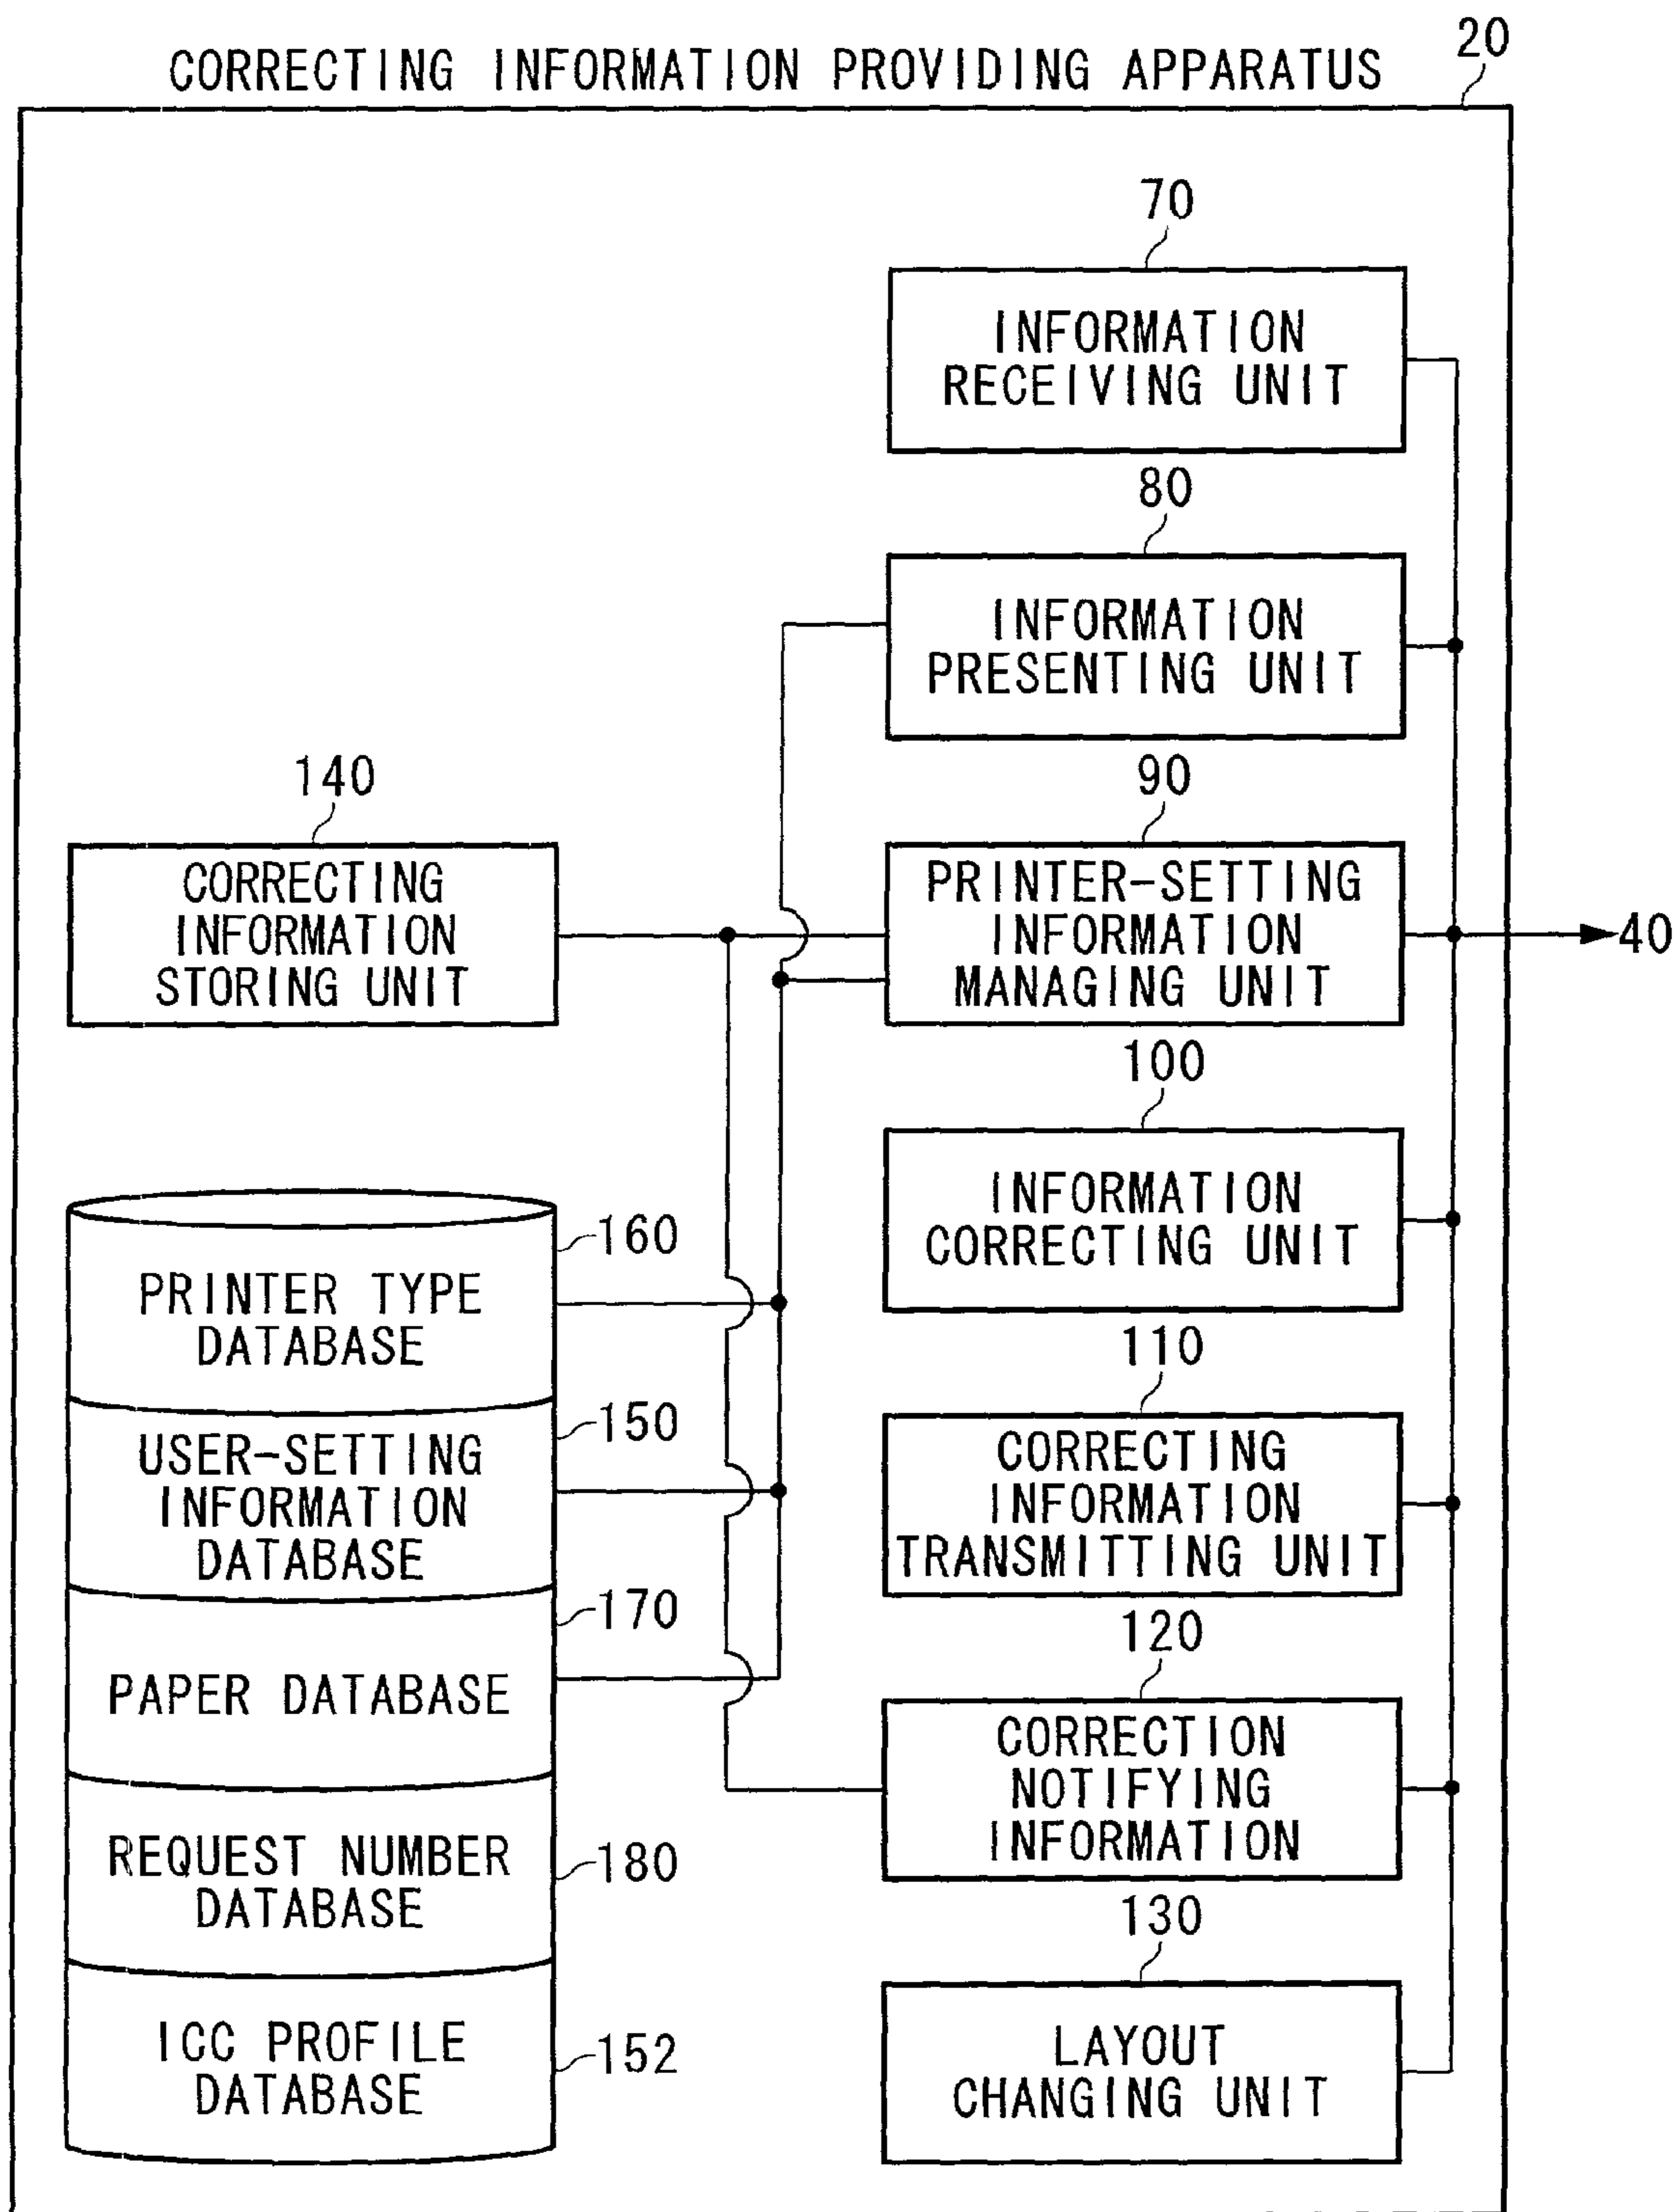 20
CORRECTING INFORMATION PROVIDING APPARATUS
70
INFORMATION
RECEIVING UNIT
80
INFORMATION
PRESENTING UNIT
140
CORRECTING
INFORMATION
STORING UNIT
90
PRINTER-SETTING
INFORMATION
MANAGING UNIT
40
100
INFORMATION
CORRECTING UNIT
160
PRINTER TYPE
DATABASE
110
CORRECTING
INFORMATION
TRANSMITTING UNIT
150
USER-SETTING
INFORMATION
DATABASE
170
PAPER DATABASE
120
CORRECTION
NOTIFYING
INFORMATION
REQUEST NUMBER
DATABASE
180
130
LAYOUT
CHANGING UNIT
ICC PROFILE
DATABASE
152